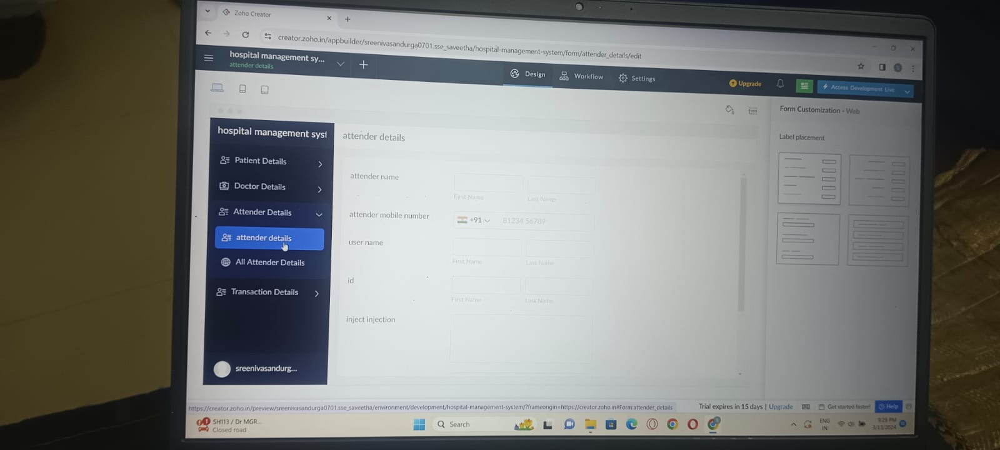 Zoho Creator
creator.zoho.in/appbuilder/sreenivasandurga0701.sse_saveetha/hospital-management-system/form/attender_details/edit
hospital management sy...
attender details
Design
Workflow
Settings
Upgrade
Access Development Live
Form Customization - Web
Label placement
hospital management syst
Patient Details
Doctor Details
Attender Details
attender details
All Attender Details
Transaction Details
sreenivasandurg...
attender details
attender name
First Name
Last Name
attender mobile number
+91
81234 56789
user name
First Name
Last Name
id
First Name
Last Name
inject injection
https://creator.zoho.in/preview/sreenivasandurga0701.sse_saveetha/environment/development/hospital-management-system/?frameorigin=https://creator.zoho.in#Form:attender_details
Trial expires in 15 days | Upgrade
Get started faster!
Help
SH113 / Dr MGR...
Closed road
Search
ENG
IN
9:29 PM
3/13/2024